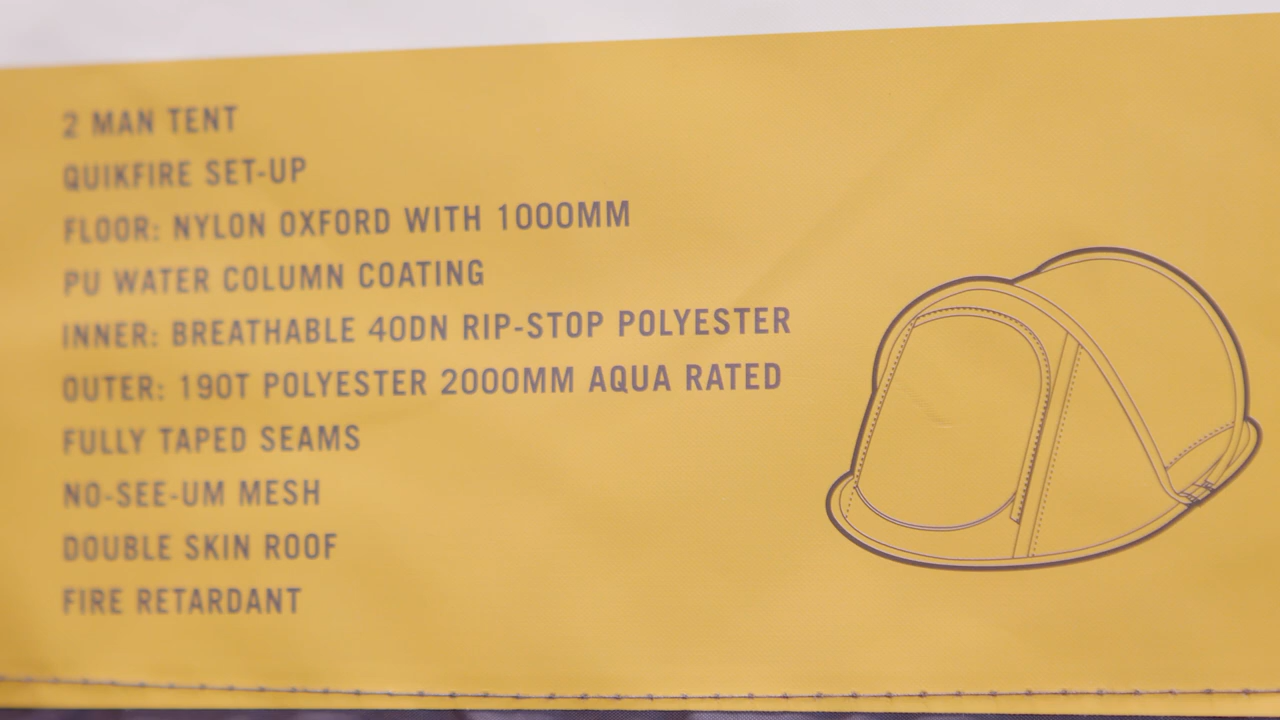 2 MAN TENT
QUIKFIRE SET-UP
FLOOR: NYLON OXFORD WITH 1000MM
PU WATER COLUMN COATING
INNER: BREATHABLE 40DN RIP-STOP POLYESTER
OUTER: 190T POLYESTER 2000MM AQUA RATED
FULLY TAPED SEAMS
NO-SEE-UM MESH
DOUBLE SKIN ROOF
FIRE RETARDANT